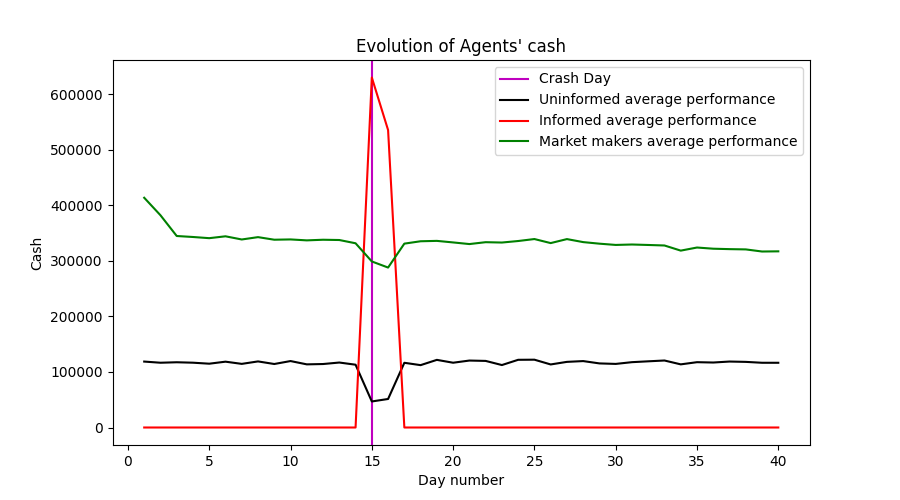 Evolution of Agents' cash
Crash Day
Uninformed average performance
Informed average performance
Market makers average performance
600000
500000
400000
300000
200000
100000
0
Cash
0 5 10 15 20 25 30 35 40
Day number